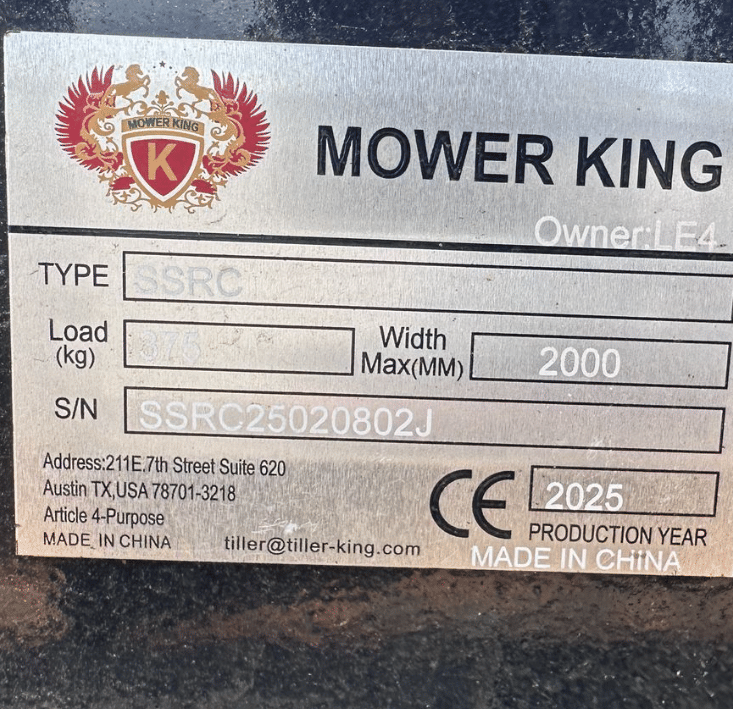 MOWER KING
K
MOWER KING
Owner:LE4
TYPE SSRC
Load (kg) 375
Width Max(MM) 2000
S/N SSRC25020802J
Address:211E.7th Street Suite 620
Austin TX,USA 78701-3218
Article 4-Purpose
MADE IN CHINA
tiller@tiller-king.com
CE
2025
PRODUCTION YEAR
MADE IN CHiNA